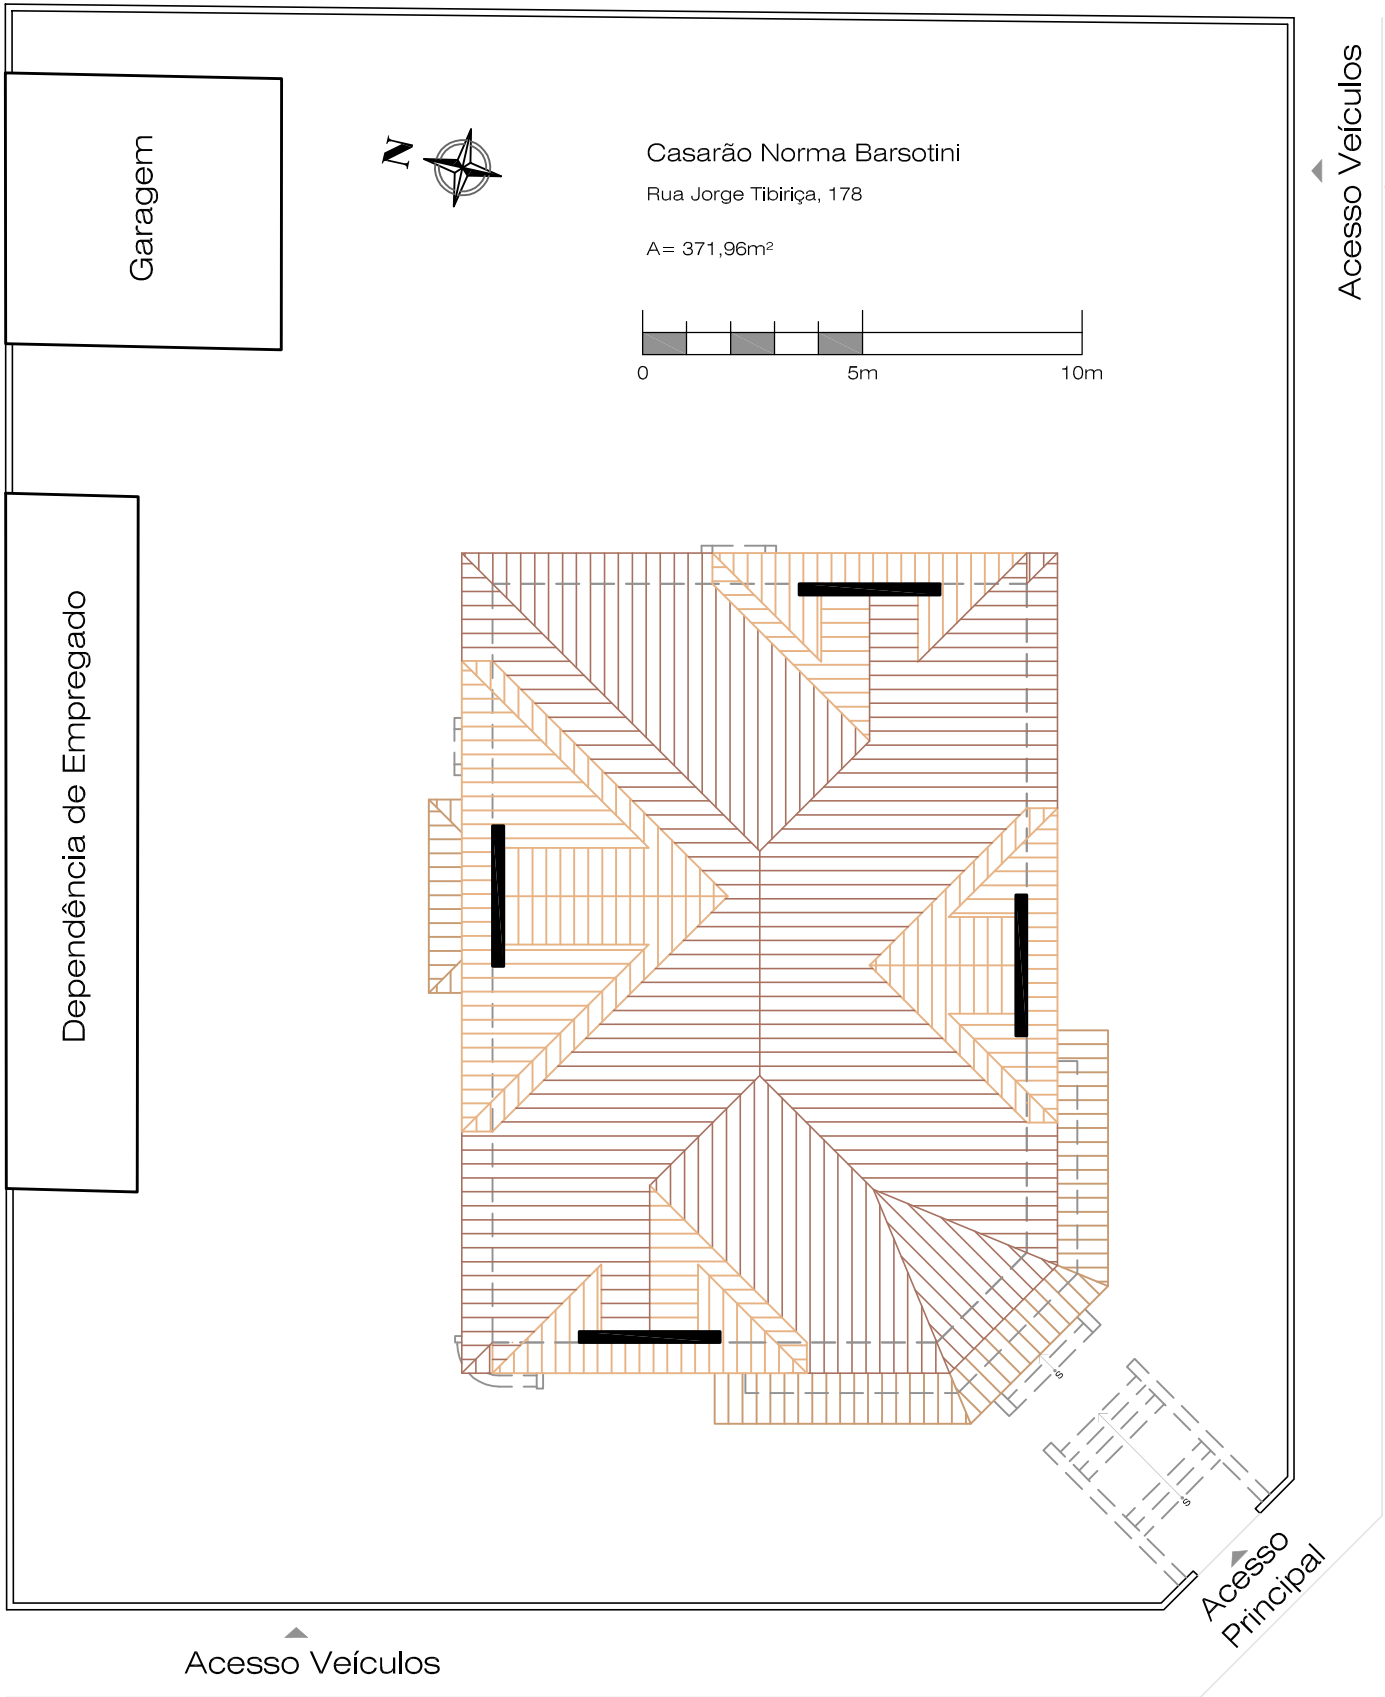 Acesso Veículos
Garagem
N
Casarão Norma Barsotini
Rua Jorge Tibiriça, 178
A= 371,96m²
0 5m 10m
Dependência de Empregado
S
S
Acesso
Principal
Acesso Veículos